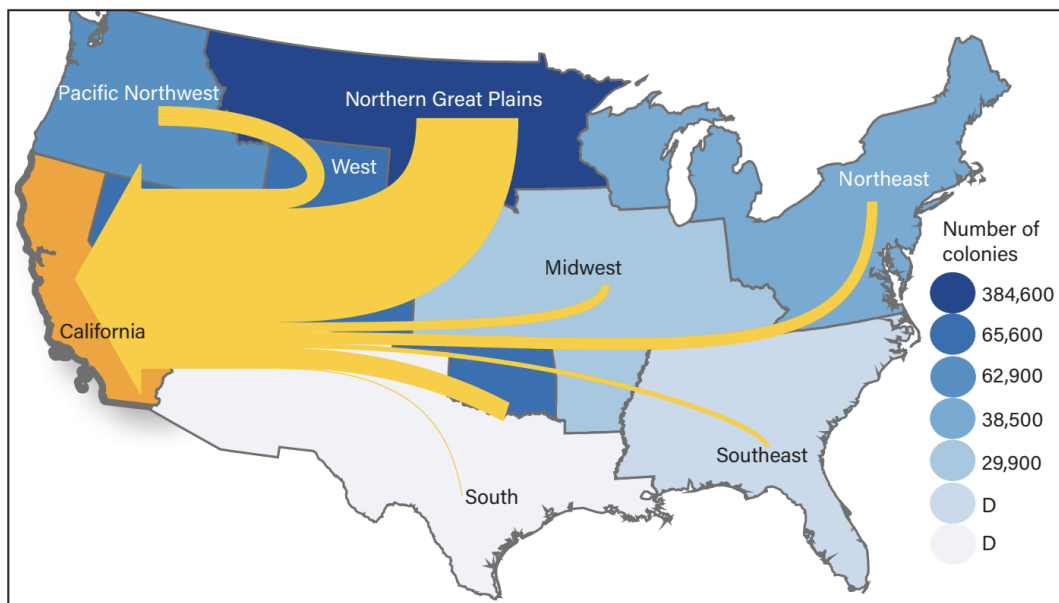 Pacific Northwest
Northern Great Plains
West
Northeast
Midwest
California
Southeast
South
Number of
colonies
384,600
65,600
62,900
38,500
29,900
D
D